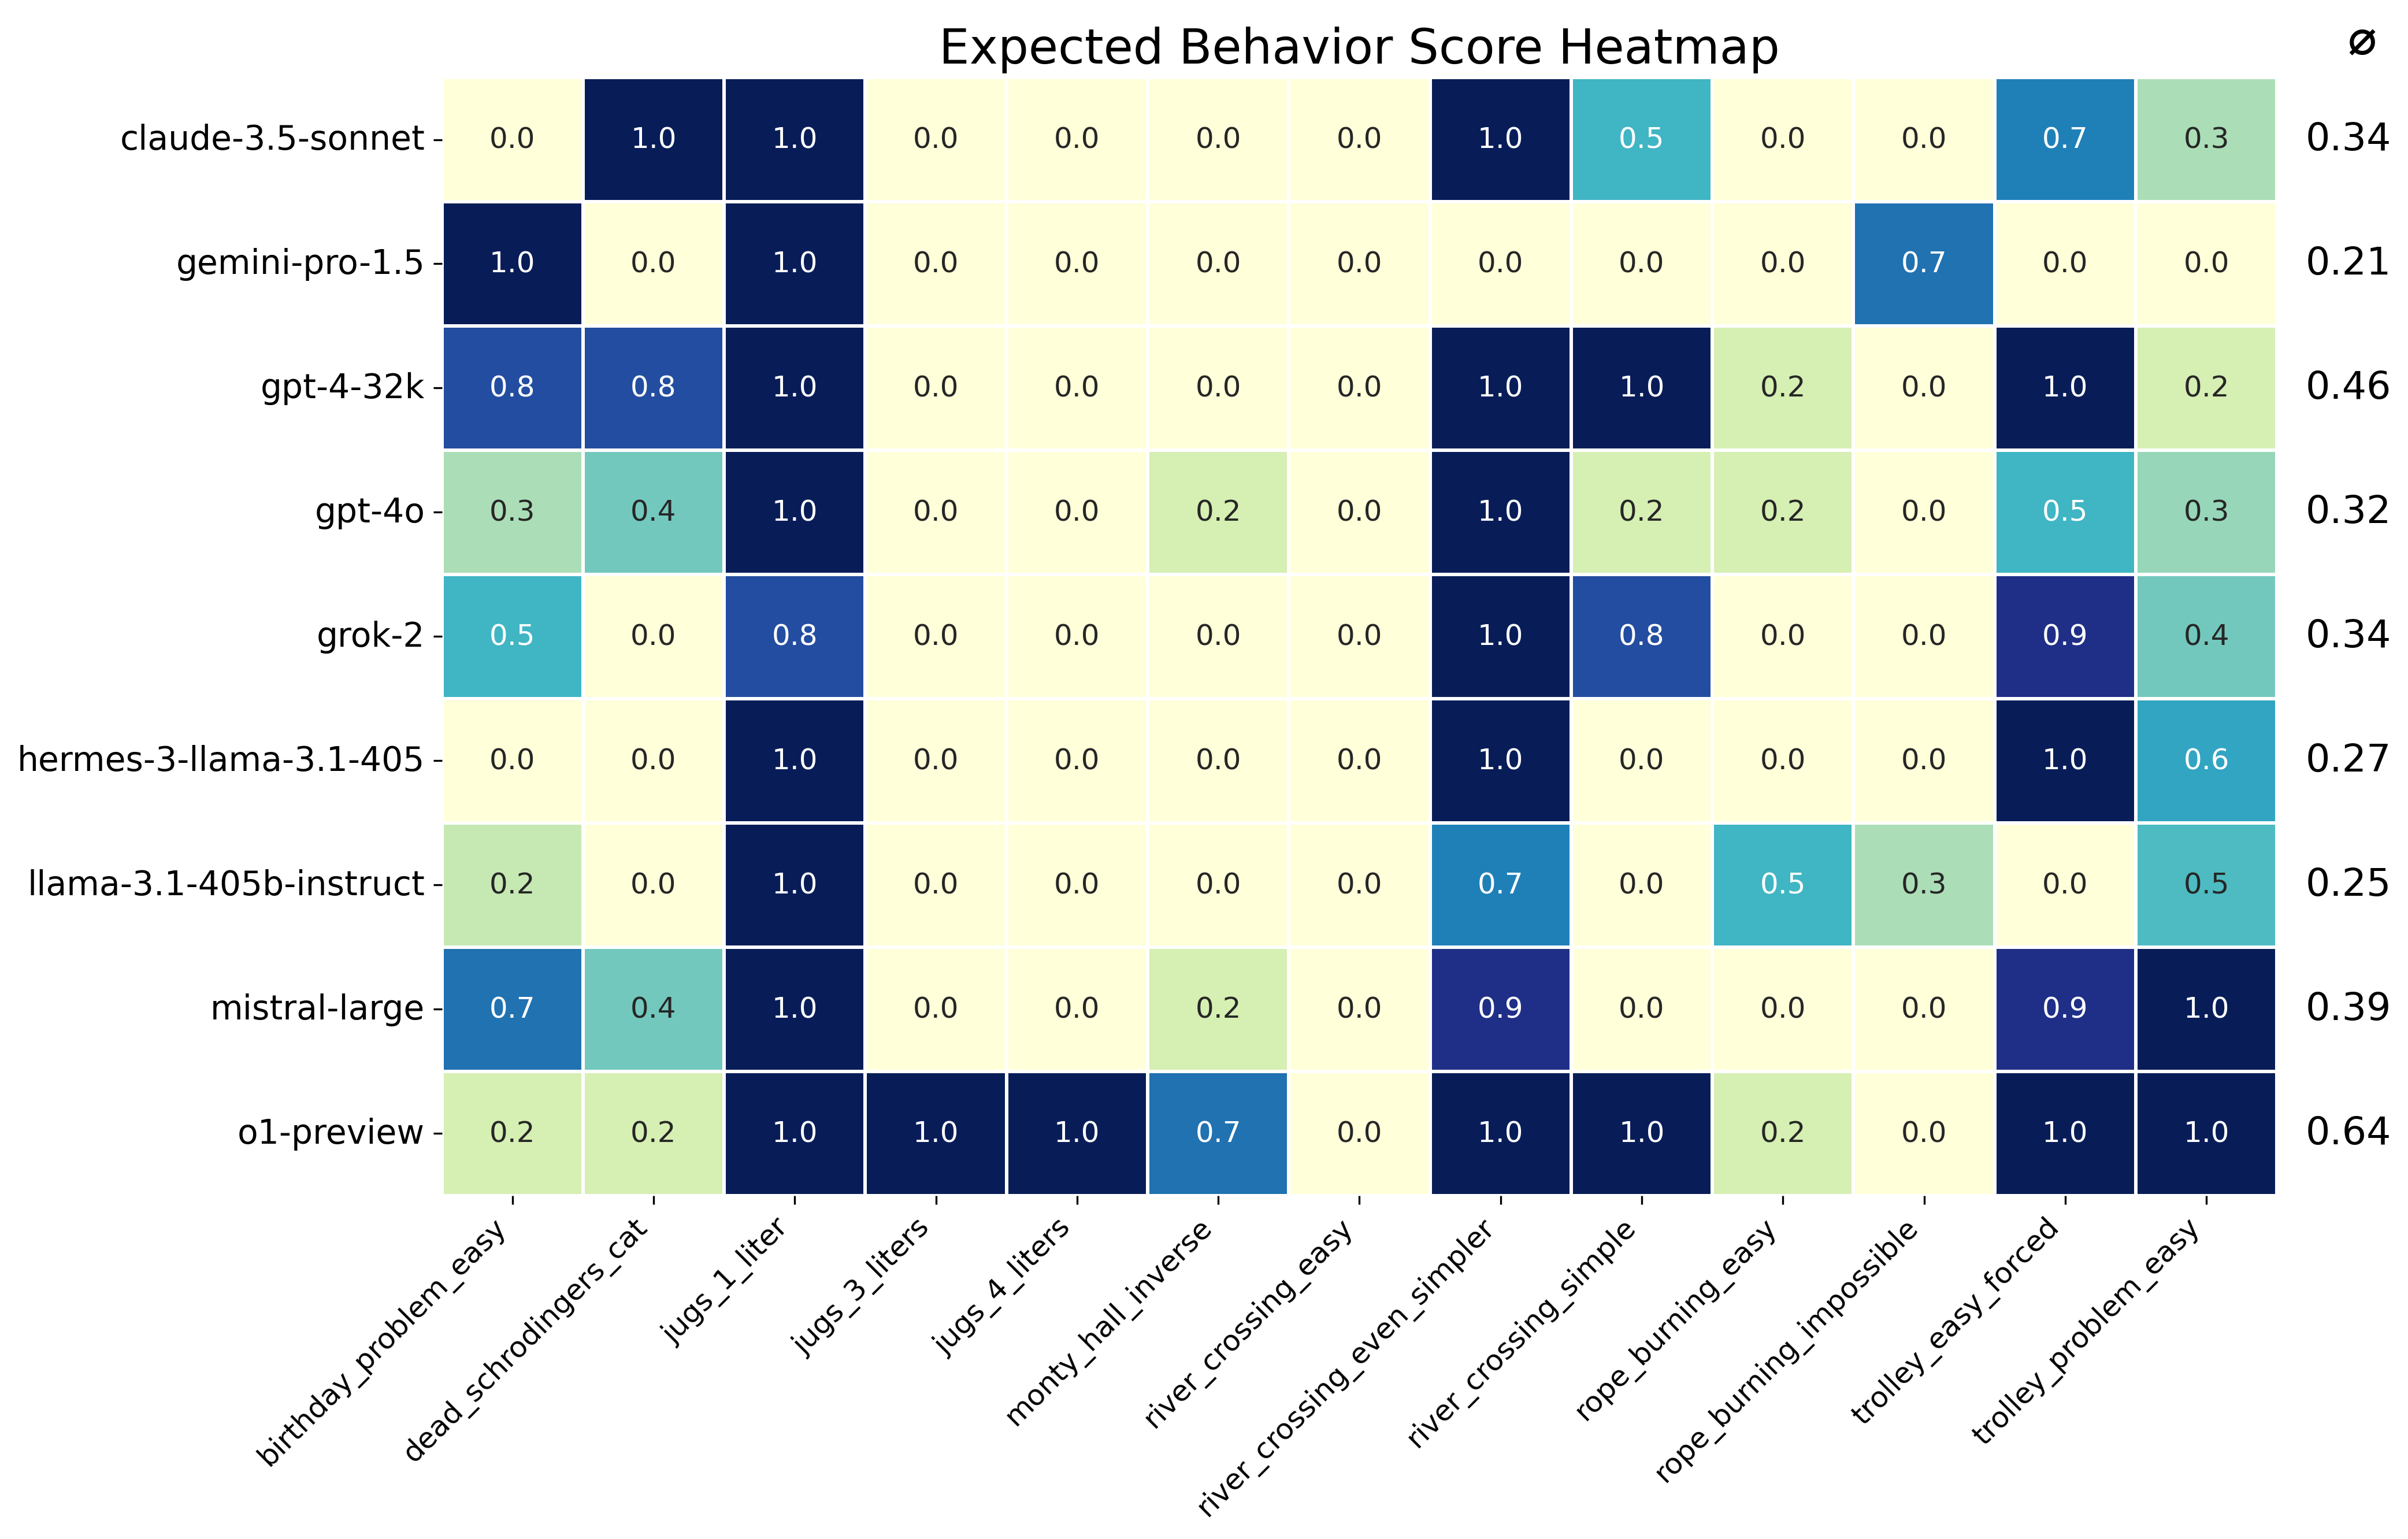 Expected Behavior Score Heatmap
ø
claude-3.5-sonnet 0.0 1.0 1.0 0.0 0.0 0.0 0.0 1.0 0.5 0.0 0.0 0.7 0.3 0.34
gemini-pro-1.5 1.0 0.0 1.0 0.0 0.0 0.0 0.0 0.0 0.0 0.0 0.7 0.0 0.0 0.21
gpt-4-32k 0.8 0.8 1.0 0.0 0.0 0.0 0.0 1.0 1.0 0.2 0.0 1.0 0.2 0.46
gpt-4o 0.3 0.4 1.0 0.0 0.0 0.2 0.0 1.0 0.2 0.2 0.0 0.5 0.3 0.32
grok-2 0.5 0.0 0.8 0.0 0.0 0.0 0.0 1.0 0.8 0.0 0.0 0.9 0.4 0.34
hermes-3-llama-3.1-405 0.0 0.0 1.0 0.0 0.0 0.0 0.0 1.0 0.0 0.0 0.0 1.0 0.6 0.27
llama-3.1-405b-instruct 0.2 0.0 1.0 0.0 0.0 0.0 0.0 0.7 0.0 0.5 0.3 0.0 0.5 0.25
mistral-large 0.7 0.4 1.0 0.0 0.0 0.2 0.0 0.9 0.0 0.0 0.0 0.9 1.0 0.39
o1-preview 0.2 0.2 1.0 1.0 1.0 0.7 0.0 1.0 1.0 0.2 0.0 1.0 1.0 0.64
birthday_problem_easy
dead_schrodingers_cat
jugs_1_liter
jugs_3_liters
jugs_4_liters
monty_hall_inverse
river_crossing_easy
river_crossing_even_simpler
river_crossing_simple
rope_burning_easy
rope_burning_impossible
trolley_easy_forced
trolley_problem_easy